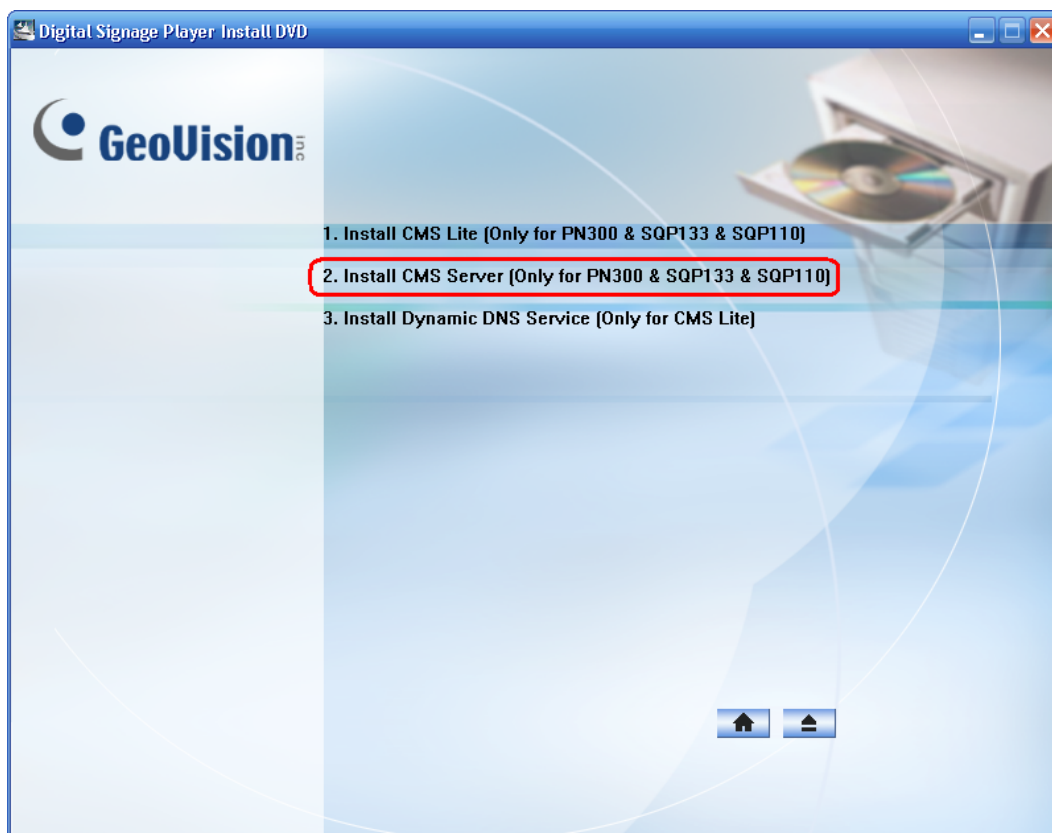 Digital Signage Player Install DVD
GeoVision inc
1. Install CMS Lite (Only for PN300 & SQP133 & SQP110)
2. Install CMS Server (Only for PN300 & SQP133 & SQP110)
3. Install Dynamic DNS Service (Only for CMS Lite)